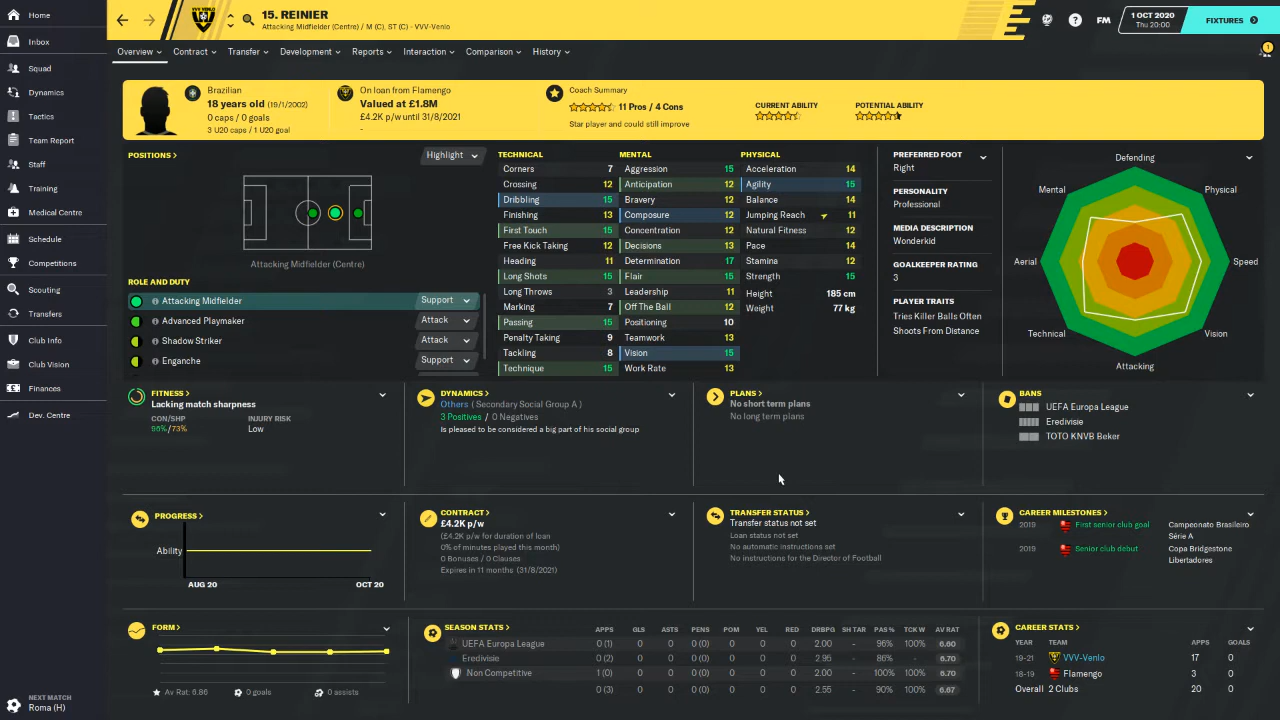 15. REINIER
Attacking Midfielder (Centre) / M (C), ST (C) - VVV-Venlo
FM
1 OCT 2020
Thu 20:00
FIXTURES
1
Home
Inbox
Squad
Dynamics
Tactics
Team Report
Staff
Training
Medical Centre
Schedule
Competitions
Scouting
Transfers
Club Info
Club Vision
Finances
Dev. Centre
NEXT MATCH
Roma (H)
Overview
Contract
Transfer
Development
Reports
Interaction
Comparison
History
Brazilian
18 years old (19/1/2002)
0 caps / 0 goals
3 U20 caps / 1 U20 goal
On loan from Flamengo
Valued at £1.8M
£4.2K p/w until 31/8/2021
-
Coach Summary
11 Pros / 4 Cons
Star player and could still improve
CURRENT ABILITY
POTENTIAL ABILITY
POSITIONS >
Highlight
Attacking Midfielder (Centre)
ROLE AND DUTY
Attacking Midfielder Support
Advanced Playmaker Attack
Shadow Striker Attack
Enganche Support
TECHNICAL
Corners 7
Crossing 12
Dribbling 15
Finishing 13
First Touch 15
Free Kick Taking 12
Heading 11
Long Shots 15
Long Throws 3
Marking 7
Passing 15
Penalty Taking 9
Tackling 8
Technique 15
MENTAL
Aggression 15
Anticipation 12
Bravery 12
Composure 12
Concentration 12
Decisions 13
Determination 17
Flair 15
Leadership 11
Off The Ball 12
Positioning 10
Teamwork 13
Vision 15
Work Rate 13
PHYSICAL
Acceleration 14
Agility 15
Balance 14
Jumping Reach 11
Natural Fitness 12
Pace 14
Stamina 12
Strength 15
Height 185 cm
Weight 77 kg
PREFERRED FOOT
Right
PERSONALITY
Professional
MEDIA DESCRIPTION
Wonderkid
GOALKEEPER RATING
3
PLAYER TRAITS
Tries Killer Balls Often
Shoots From Distance
Defending
Mental
Physical
Aerial
Speed
Technical
Vision
Attacking
FITNESS >
Lacking match sharpness
CON/SHP
96%/73%
INJURY RISK
Low
DYNAMICS >
Others ( Secondary Social Group A )
3 Positives / 0 Negatives
Is pleased to be considered a big part of his social group
PLANS >
No short term plans
No long term plans
BANS
UEFA Europa League
Eredivisie
TOTO KNVB Beker
PROGRESS >
Ability
AUG 20 OCT 20
CONTRACT >
£4.2K p/w
(£4.2K p/w for duration of loan
0% of minutes played this month)
0 Bonuses / 0 Clauses
Expires in 11 months (31/8/2021)
TRANSFER STATUS >
Transfer status not set
Loan status not set
No automatic instructions set
No instructions for the Director of Football
CAREER MILESTONES >
2019 First senior club goal Campeonato Brasileiro
Série A
2019 Senior club debut Copa Bridgestone
Libertadores
FORM >
Av Rat: 6.86 0 goals 0 assists
SEASON STATS > APPS GLS ASTS PENS POM YEL RED DRBPG SH TAR PAS % TCK W AV RAT
UEFA Europa League 0 (1) 0 0 0 (0) 0 0 0 2.00 - 96% 100% 6.60
Eredivisie 0 (2) 0 0 0 (0) 0 0 0 2.95 - 86% - 6.70
Non Competitive 1 (0) 0 0 0 (0) 0 0 0 2.00 - 100% 100% 6.70
0 (3) 0 0 0 (0) 0 0 0 2.55 - 90% 100% 6.67
CAREER STATS >
YEAR TEAM APPS GOALS
19-21 VVV-Venlo 17 0
18-19 Flamengo 3 0
Overall 2 Clubs 20 0